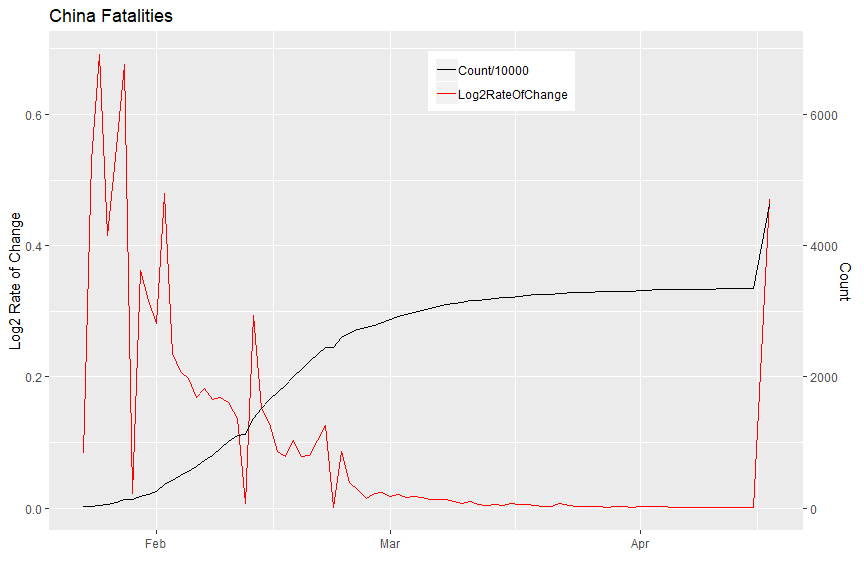 China Fatalities
Count/10000
Log2RateOfChange
0.6
0.4
0.2
0.0
Log2 Rate of Change
6000
4000
2000
0
Count
Feb
Mar
Apr